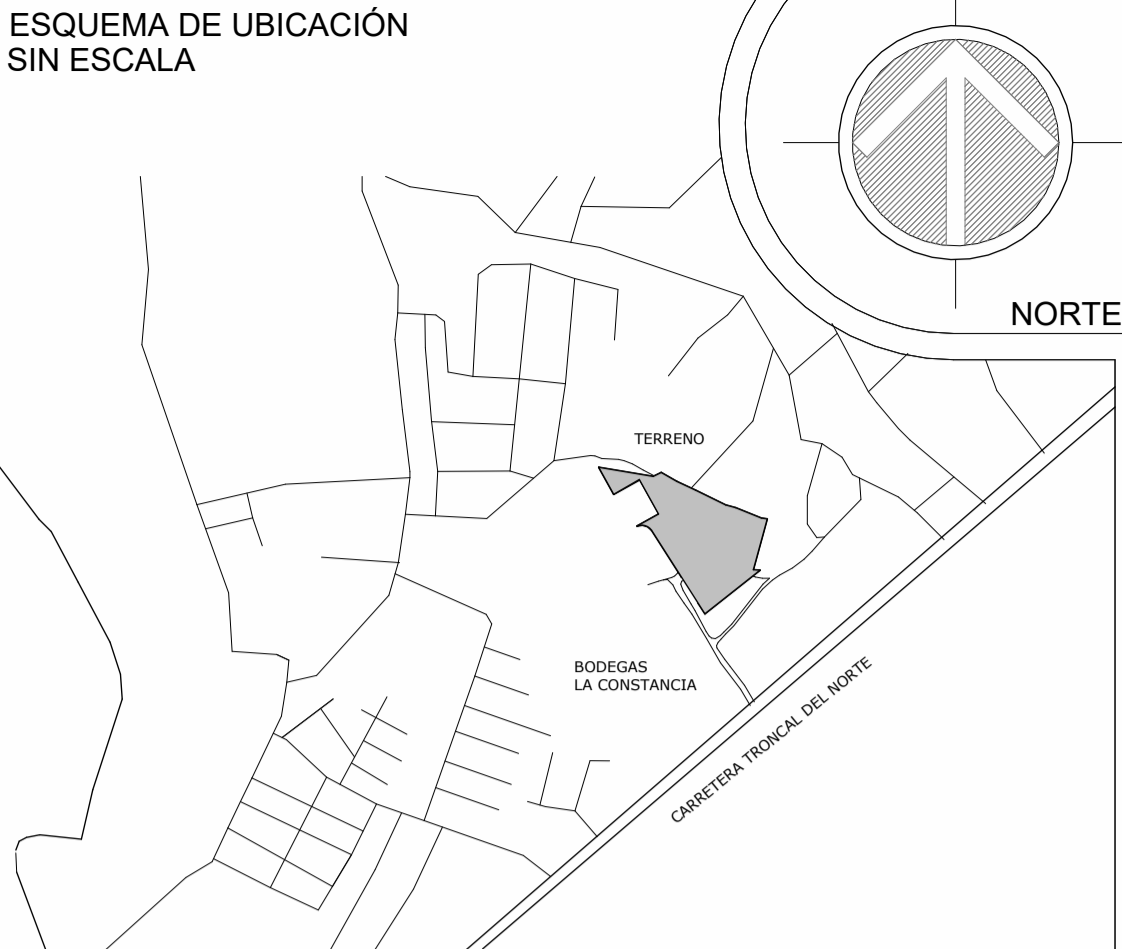 ESQUEMA DE UBICACIÓN
SIN ESCALA
NORTE
TERRENO
BODEGAS
LA CONSTANCIA
CARRETERA TRONCAL DEL NORTE